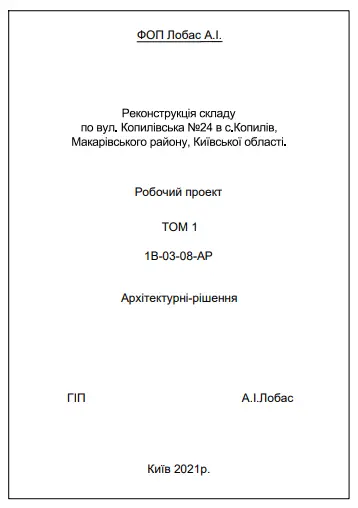 ФОП Лобас А.І.
Реконструкція складу
по вул. Копилівська №24 в с.Копилів,
Макарівського району, Київської області.
Робочий проект
ТОМ 1
1В-03-08-АР
Архітектурні-рішення
ГІП А.І.Лобас
Київ 2021р.